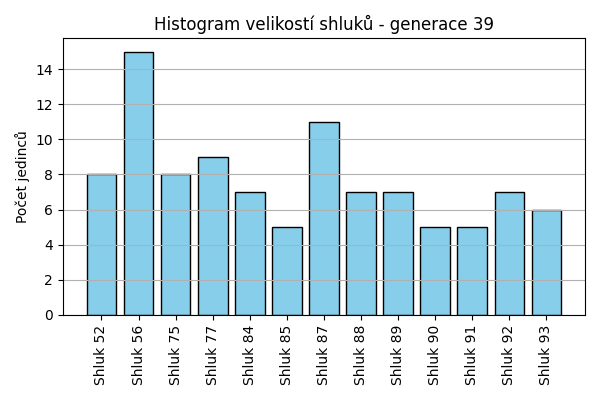 Histogram velikostí shluků - generace 39
Počet jedinců
14
12
10
8
6
4
2
0
Shluk 52
Shluk 56
Shluk 75
Shluk 77
Shluk 84
Shluk 85
Shluk 87
Shluk 88
Shluk 89
Shluk 90
Shluk 91
Shluk 92
Shluk 93